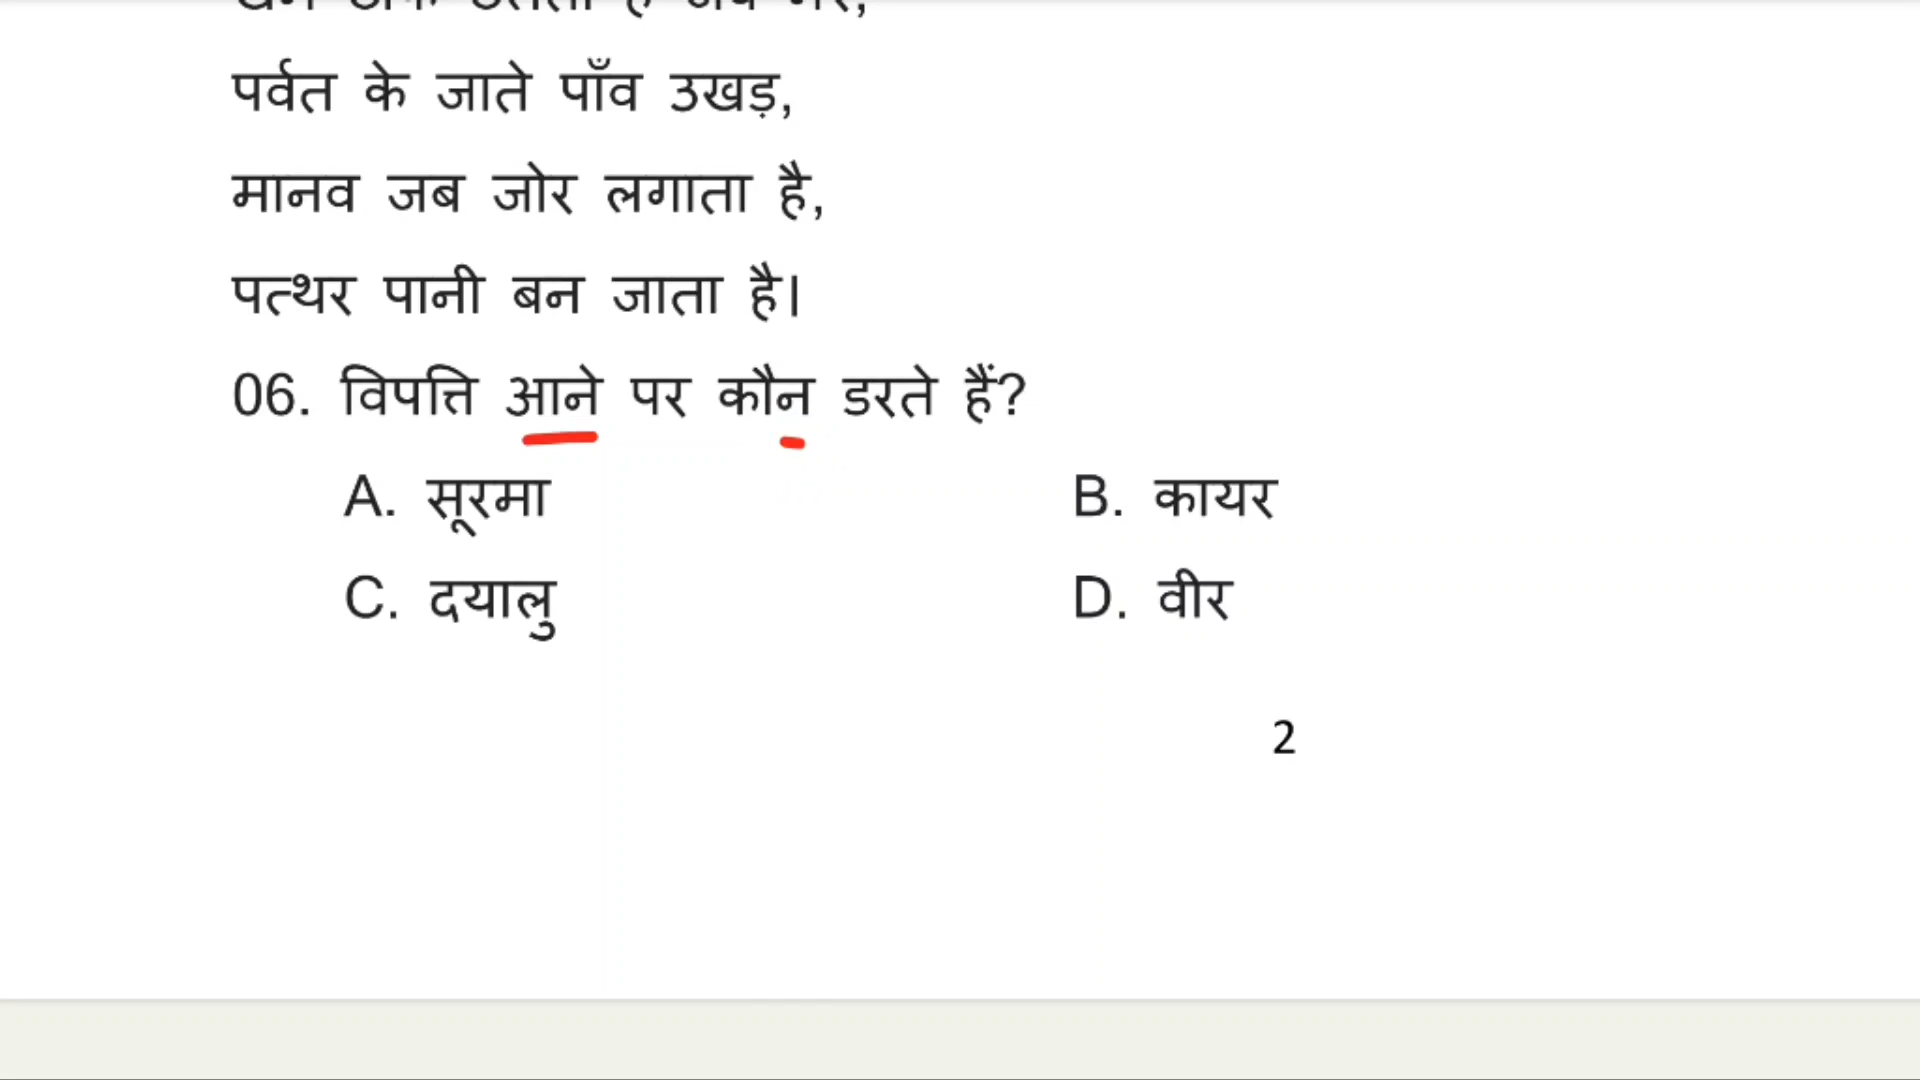 पर्वत के जाते पाँव उखड़,
मानव जब जोर लगाता है,
पत्थर पानी बन जाता है।
06. विपत्ति आने पर कौन डरते हैं?
A. सूरमा B. कायर
C. दयालु D. वीर
2